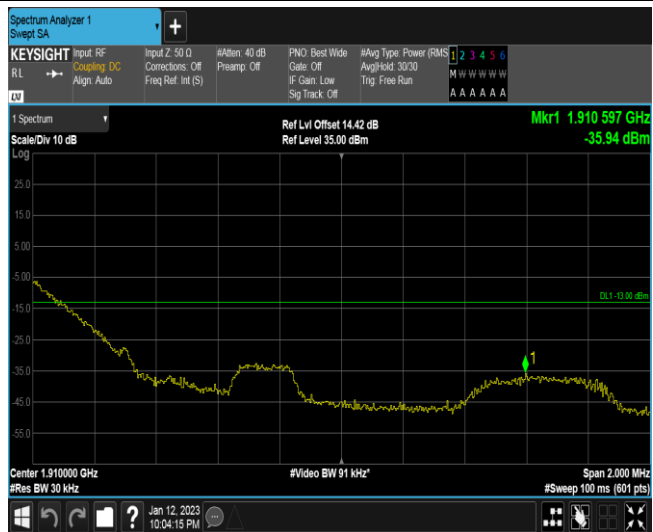 Spectrum Analyzer 1
Swept SA
+
KEYSIGHT
RL
Input: RF
Coupling: DC
Align: Auto
Input Z: 50 Ω
Corrections: Off
Freq Ref: Int (S)
#Atten: 40 dB
Preamp: Off
PNO: Best Wide
Gate: Off
IF Gain: Low
Sig Track: Off
#Avg Type: Power (RMS
Avg|Hold: 30/30
Trig: Free Run
1 2 3 4 5 6
M W W W W W
A A A A A A
LXI
1 Spectrum
Scale/Div 10 dB
Log
Ref Lvl Offset 14.42 dB
Ref Level 35.00 dBm
Mkr1 1.910 597 GHz
-35.94 dBm
25.0
15.0
5.00
-5.00
-15.0
-25.0
-35.0
-45.0
-55.0
DL1 -13.00 dBm
1
Center 1.910000 GHz
#Res BW 30 kHz
#Video BW 91 kHz*
Span 2.000 MHz
#Sweep 100 ms (601 pts)
?
Jan 12, 2023
10:04:15 PM